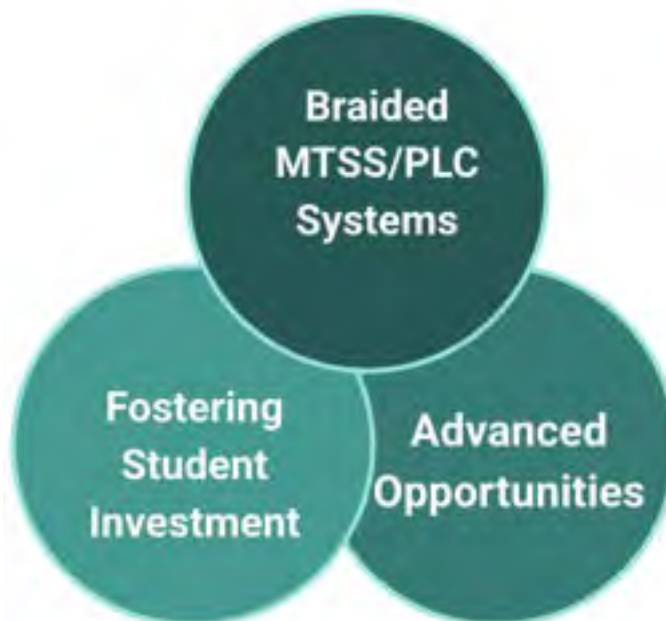 Braided
MTSS/PLC
Systems
Fostering
Student
Investment
Advanced
Opportunities